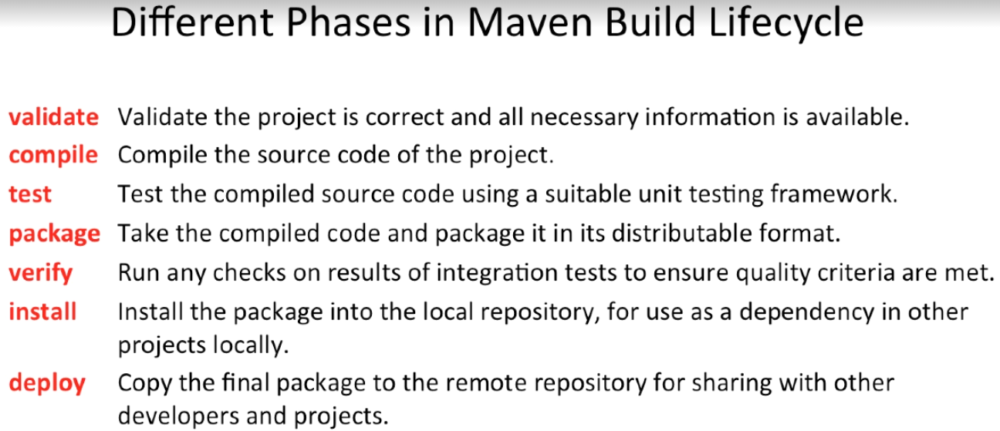 Different Phases in Maven Build Lifecycle
validate Validate the project is correct and all necessary information is available.
compile Compile the source code of the project.
test Test the compiled source code using a suitable unit testing framework.
package Take the compiled code and package it in its distributable format.
verify Run any checks on results of integration tests to ensure quality criteria are met.
install Install the package into the local repository, for use as a dependency in other
projects locally.
deploy Copy the final package to the remote repository for sharing with other
developers and projects.